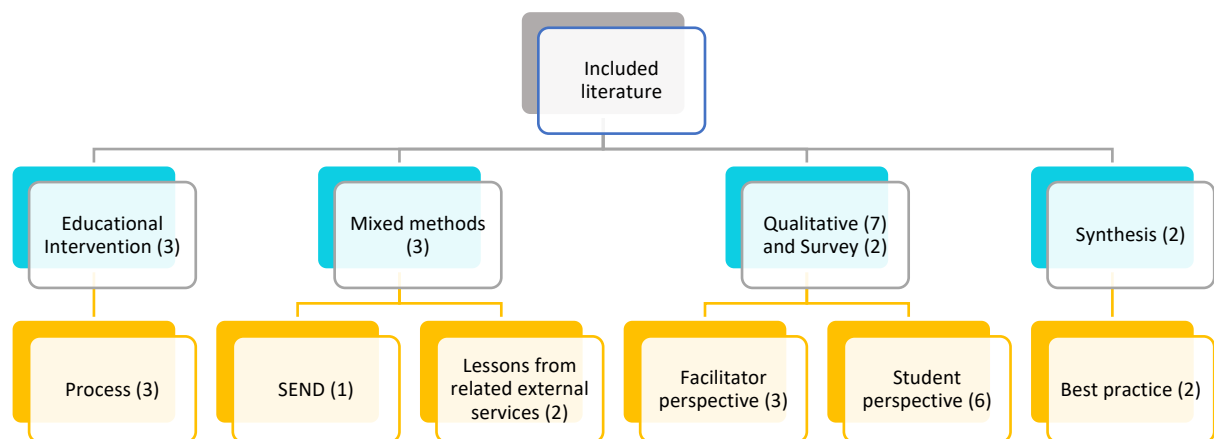 Included
literature
Educational
Intervention (3)
Mixed methods
(3)
Qualitative (7)
and Survey (2)
Synthesis (2)
Process (3)
SEND (1)
Lessons from
related external
services (2)
Facilitator
perspective (3)
Student
perspective (6)
Best practice (2)